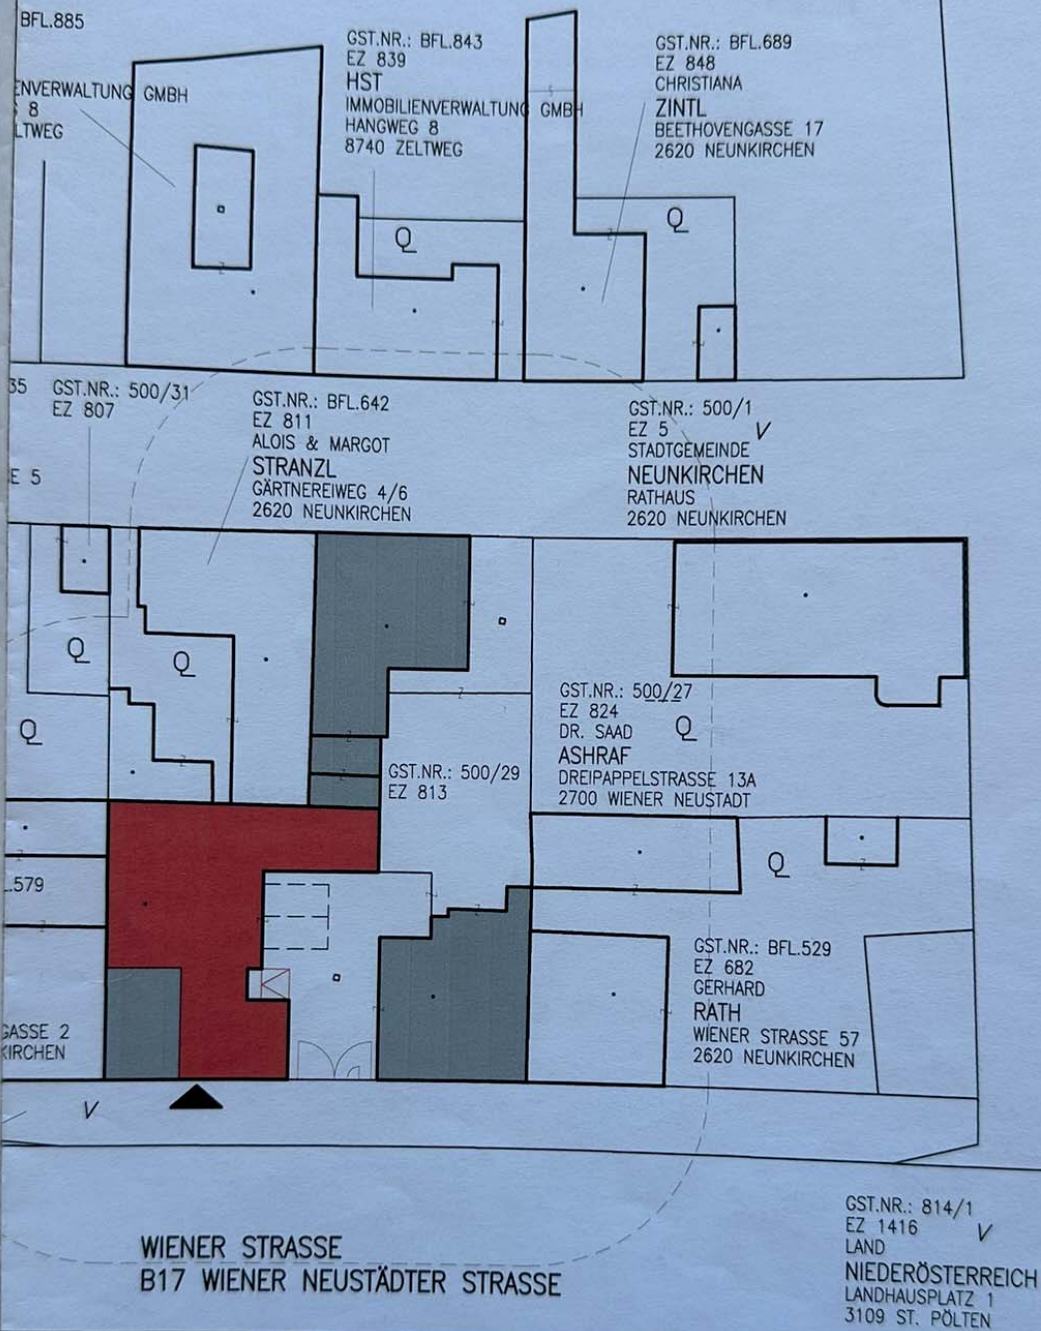 BFL.885
GMBH
GST.NR.: BFL.843
EZ 839
HST
IMMOBILIENVERWALTUNG GMBH
HANGWEG 8
8740 ZELTWEG
GST.NR.: BFL.689
EZ 848
CHRISTIANA
ZINTL
BEETHOVENGASSE 17
2620 NEUNKIRCHEN
ENVERWALTUNG
8
LTWEG
Q
Q
35
GST.NR.: 500/31
EZ 807
E 5
GST.NR.: BFL.642
EZ 811
ALOIS & MARGOT
STRANZL
GÄRTNEREIWEG 4/6
2620 NEUNKIRCHEN
GST.NR.: 500/1
EZ 5 V
STADTGEMEINDE
NEUNKIRCHEN
RATHAUS
2620 NEUNKIRCHEN
Q
Q
Q
GST.NR.: 500/29
EZ 813
GST.NR.: 500/27
EZ 824
DR. SAAD
ASHRAF
DREIPAPPELSTRASSE 13A
2700 WIENER NEUSTADT
Q
Q
.579
GST.NR.: BFL.529
EZ 682
GERHARD
RATH
WIENER STRASSE 57
2620 NEUNKIRCHEN
GASSE 2
KIRCHEN
V
WIENER STRASSE
B17 WIENER NEUSTÄDTER STRASSE
GST.NR.: 814/1
EZ 1416 V
LAND
NIEDERÖSTERREICH
LANDHAUSPLATZ 1
3109 ST. PÖLTEN